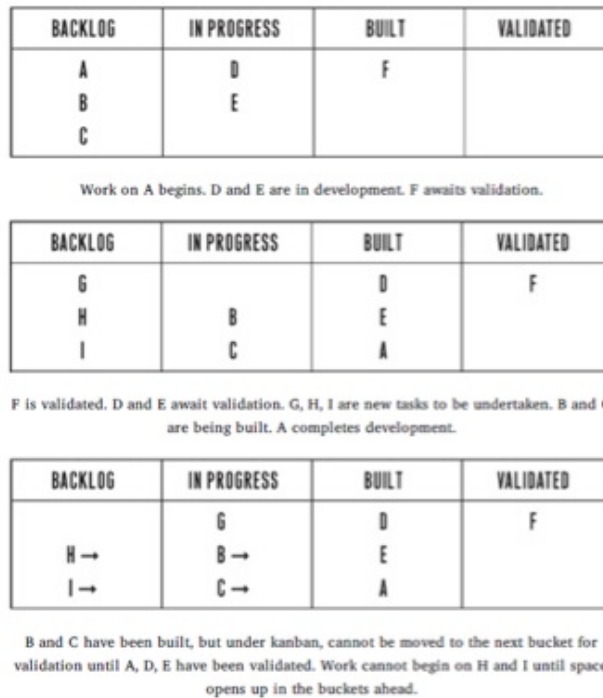 BACKLOG IN PROGRESS BUILT VALIDATED
A D F
B E
C
Work on A begins. D and E are in development. F awaits validation.
BACKLOG IN PROGRESS BUILT VALIDATED
G D F
H B E
I C A
F is validated. D and E await validation. G, H, I are new tasks to be undertaken. B and
are being built. A completes development.
BACKLOG IN PROGRESS BUILT VALIDATED
G D F
H → B → E
I → C → A
B and C have been built, but under kanban, cannot be moved to the next bucket for
validation until A, D, E have been validated. Work cannot begin on H and I until space
opens up in the buckets ahead.